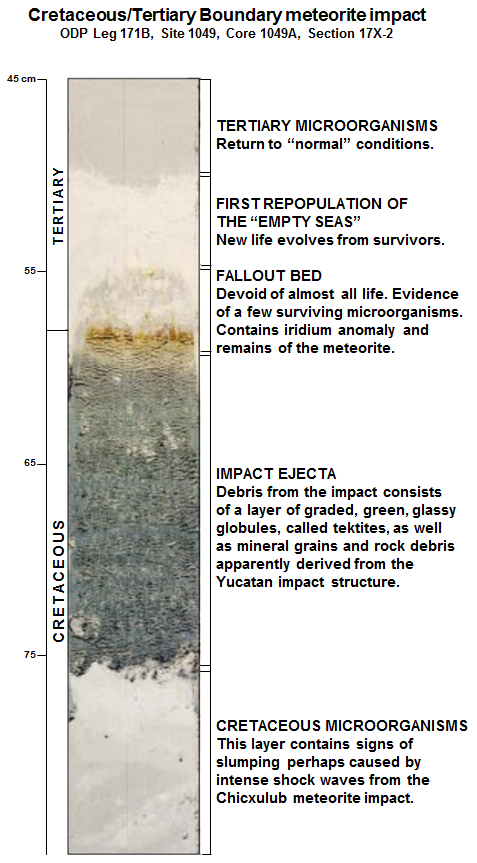 Cretaceous/Tertiary Boundary meteorite impact
ODP Leg 171B, Site 1049, Core 1049A, Section 17X-2
45 cm
TERTIARY MICROORGANISMS
Return to “normal” conditions.
TERTIARY
FIRST REPOPULATION OF
THE “EMPTY SEAS”
New life evolves from survivors.
55
FALLOUT BED
Devoid of almost all life. Evidence
of a few surviving microorganisms.
Contains iridium anomaly and
remains of the meteorite.
65
IMPACT EJECTA
Debris from the impact consists
of a layer of graded, green, glassy
globules, called tektites, as well
as mineral grains and rock debris
apparently derived from the
Yucatan impact structure.
CRETACEOUS
75
CRETACEOUS MICROORGANISMS
This layer contains signs of
slumping perhaps caused by
intense shock waves from the
Chicxulub meteorite impact.